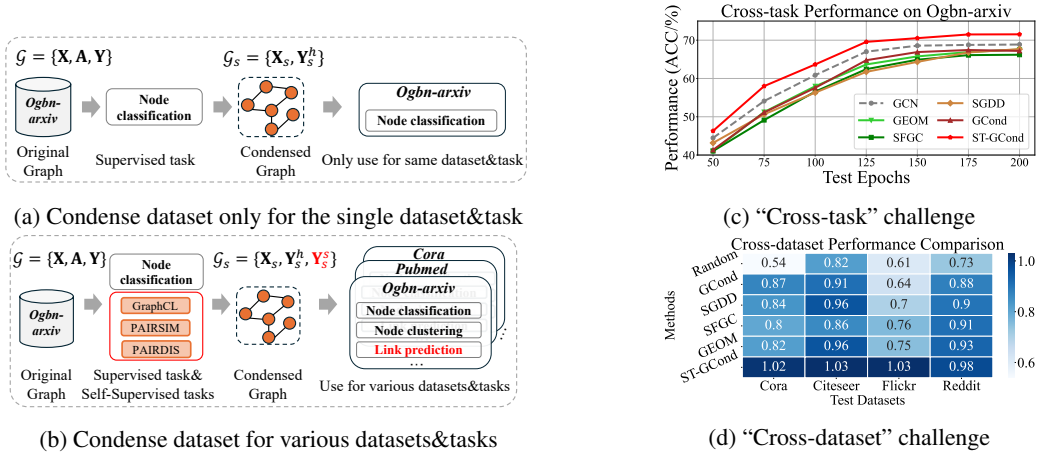 𝒢 = {X, A, Y}
𝒢ₛ = {Xₛ, Yₛʰ}
Ogbn-
arxiv
Node
classification
Ogbn-arxiv
Node classification
Original
Graph
Supervised task
Condensed
Graph
Only use for same dataset&task
(a) Condense dataset only for the single dataset&task
𝒢 = {X, A, Y}
Node
classification
𝒢ₛ = {Xₛ, Yₛʰ, Yₛˢ}
Ogbn-
arxiv
GraphCL
PAIRSIM
PAIRDIS
Cora
Pubmed
Ogbn-arxiv
Node classification
Node clustering
Link prediction
...
Original
Graph
Supervised task&
Self-Supervised tasks
Condensed
Graph
Use for various datasets&tasks
(b) Condense dataset for various datasets&tasks
Cross-task Performance on Ogbn-arxiv
Performance (ACC/%)
70
60
50
40
GCN
GEOM
SFGC
SGDD
GCond
ST-GCond
50 75 100 125 150 175 200
Test Epochs
(c) “Cross-task” challenge
Cross-dataset Performance Comparison
Methods
Random 0.54 0.82 0.61 0.73
GCond 0.87 0.91 0.64 0.88
SGDD 0.84 0.96 0.7 0.9
SFGC 0.8 0.86 0.76 0.91
GEOM 0.82 0.96 0.75 0.93
ST-GCond 1.02 1.03 1.03 0.98
Cora Citeseer Flickr Reddit
Test Datasets
1.0
0.8
0.6
(d) “Cross-dataset” challenge